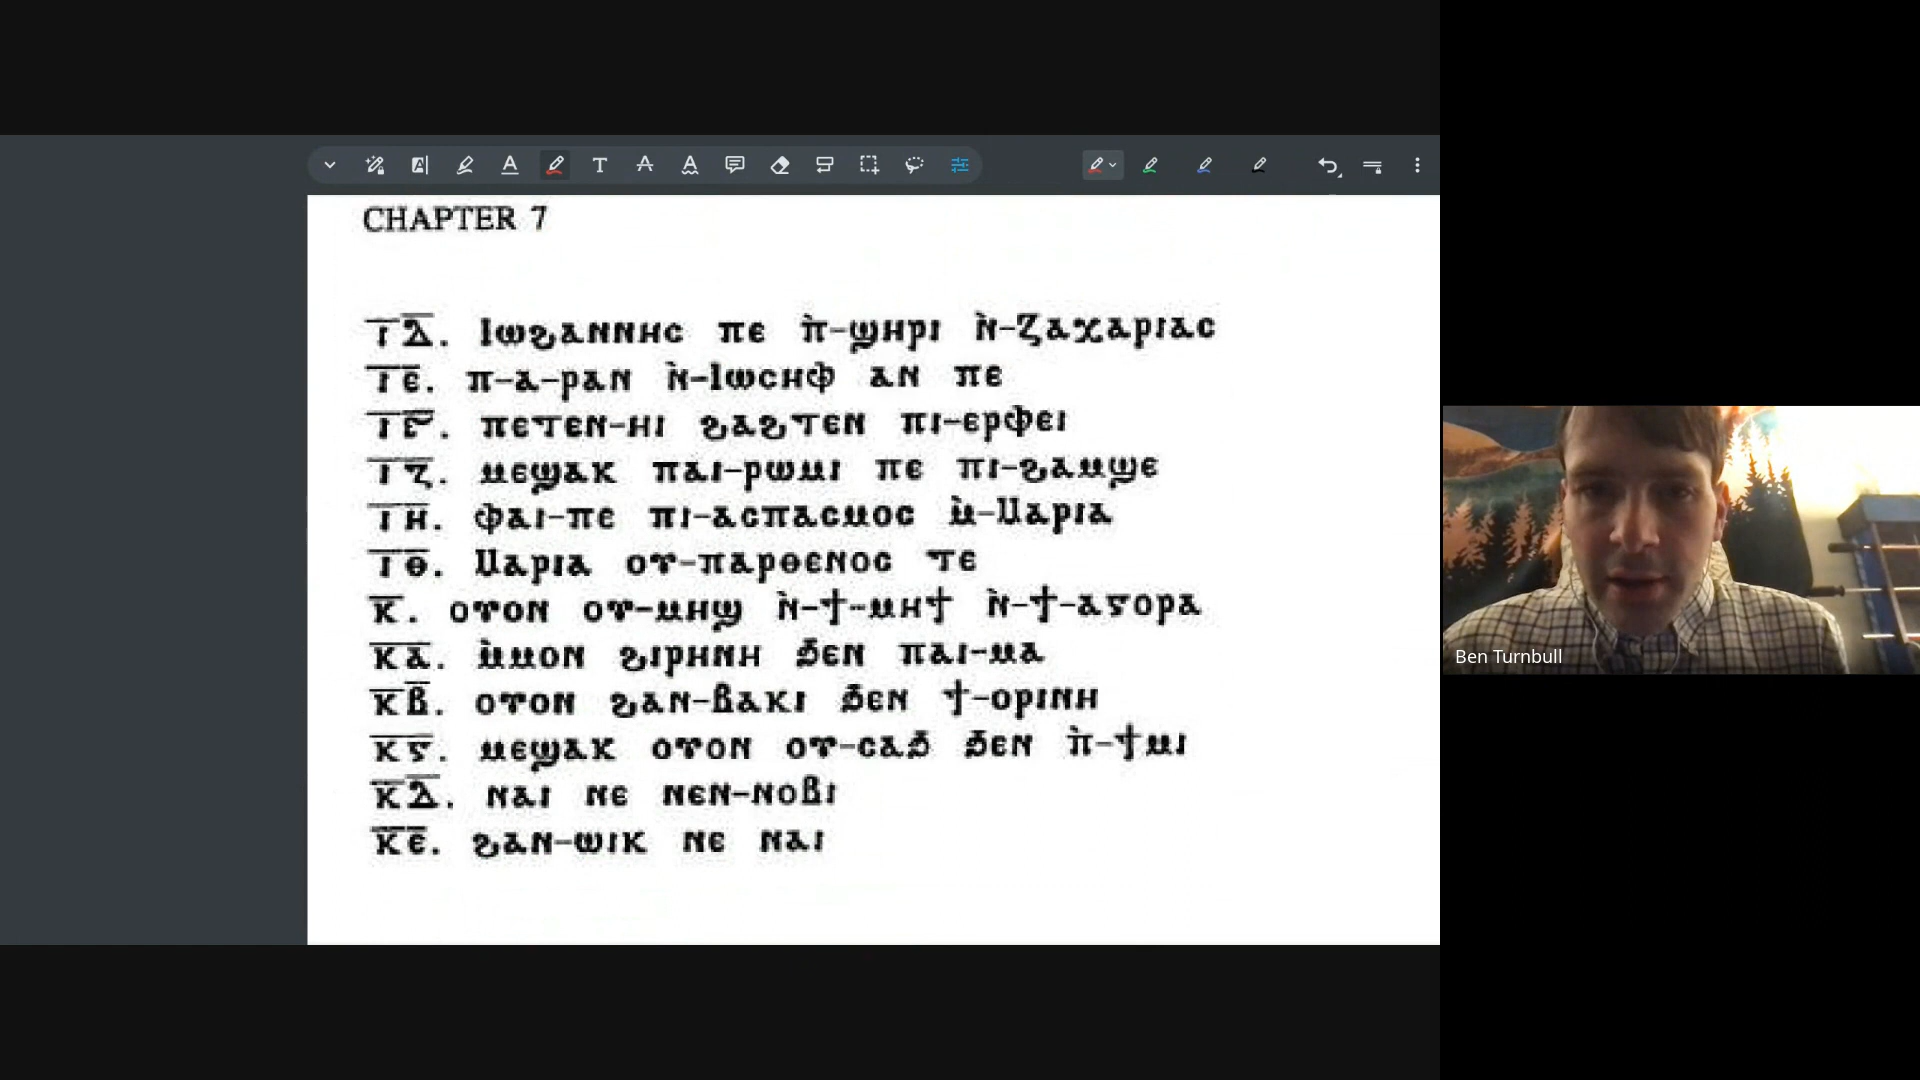 CHAPTER 7
ⲒⲆ̅. Ⲓⲱϩⲁⲛⲛⲏⲥ ⲡⲉ ⲡ̀-ϣⲏⲣⲓ ⲛ̀-Ⲍⲁⲭⲁⲣⲓⲁⲥ
ⲓ̅ⲉ̅. ⲡ-ⲁ-ⲣⲁⲛ ⲛ̀-Ⲓⲱⲥⲏⲫ ⲁⲛ ⲡⲉ
ⲓ̅ⲋ̅. ⲡⲉⲧⲉⲛ-ⲏⲓ ϩⲁϩⲧⲉⲛ ⲡⲓ-ⲉⲣⲫⲉⲓ
ⲓ̅ⲍ̅. ⲙⲉϣⲁⲕ ⲡⲁⲓ-ⲣⲱⲙⲓ ⲡⲉ ⲡⲓ-ϩⲁⲙϣⲉ
ⲓ̅ⲏ̅. ⲫⲁⲓ-ⲡⲉ ⲡⲓ-ⲁⲥⲡⲁⲥⲙⲟⲥ ⲙ̀-Ⲙⲁⲣⲓⲁ
ⲓ̅ⲑ̅. Ⲙⲁⲣⲓⲁ ⲟⲩ-ⲡⲁⲣⲑⲉⲛⲟⲥ ⲧⲉ
ⲕ̅. ⲟⲩⲟⲛ ⲟⲩ-ⲙⲏϣ ⲛ̀-ϯ-ⲙⲏϯ ⲛ̀-ϯ-ⲁⲅⲟⲣⲁ
ⲕ̅ⲁ̅. ⲙ̀ⲙⲟⲛ ϩⲓⲣⲏⲛⲏ ϧⲉⲛ ⲡⲁⲓ-ⲙⲁ
ⲕ̅ⲃ̅. ⲟⲩⲟⲛ ϩⲁⲛ-ⲃⲁⲕⲓ ϧⲉⲛ ϯ-ⲟⲣⲓⲛⲏ
ⲕ̅ⲅ̅. ⲙⲉϣⲁⲕ ⲟⲩⲟⲛ ⲟⲩ-ⲥⲁϧ ϧⲉⲛ ⲡ̀-ϯⲙⲓ
ⲕ̅ⲇ̅. ⲛⲁⲓ ⲛⲉ ⲛⲉⲛ-ⲛⲟⲃⲓ
ⲕ̅ⲉ̅. ϩⲁⲛ-ⲱⲓⲕ ⲛⲉ ⲛⲁⲓ
Ben Turnbull